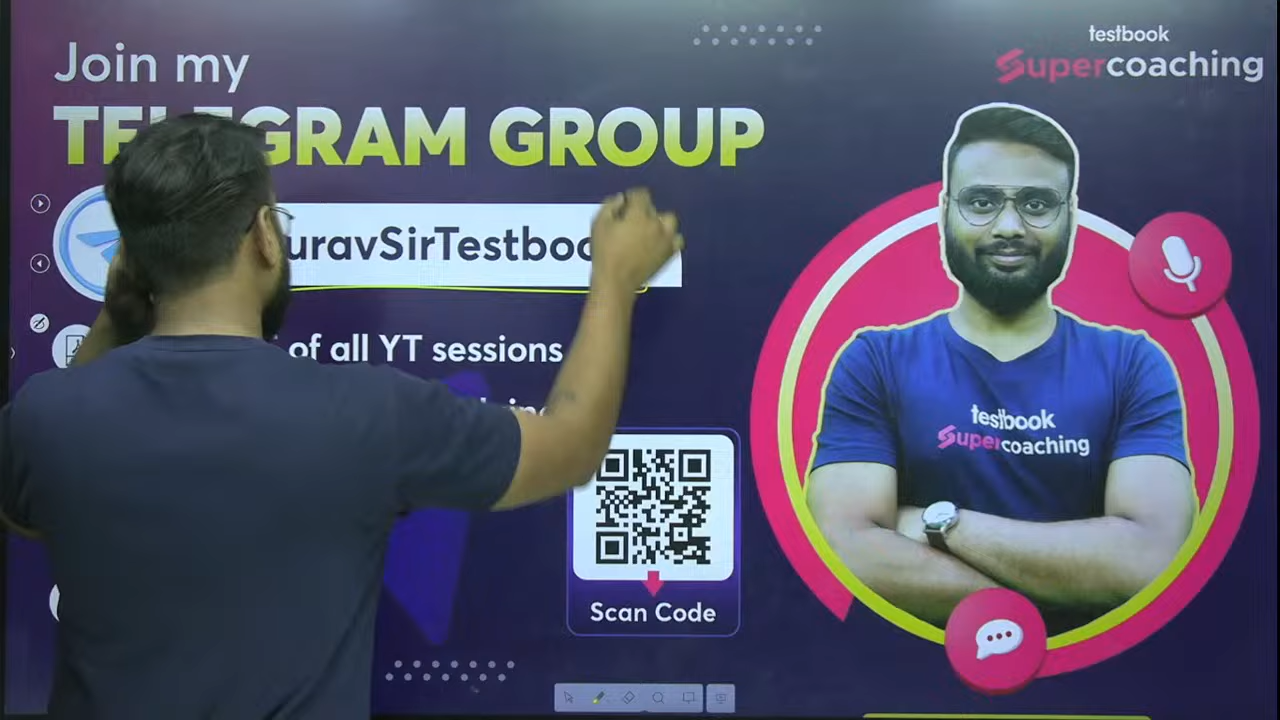 Join my
testbook
Supercoaching
GRAM GROUP
uravSirTestboo
of all YT sessions
testbook
Supercoaching
Scan Code